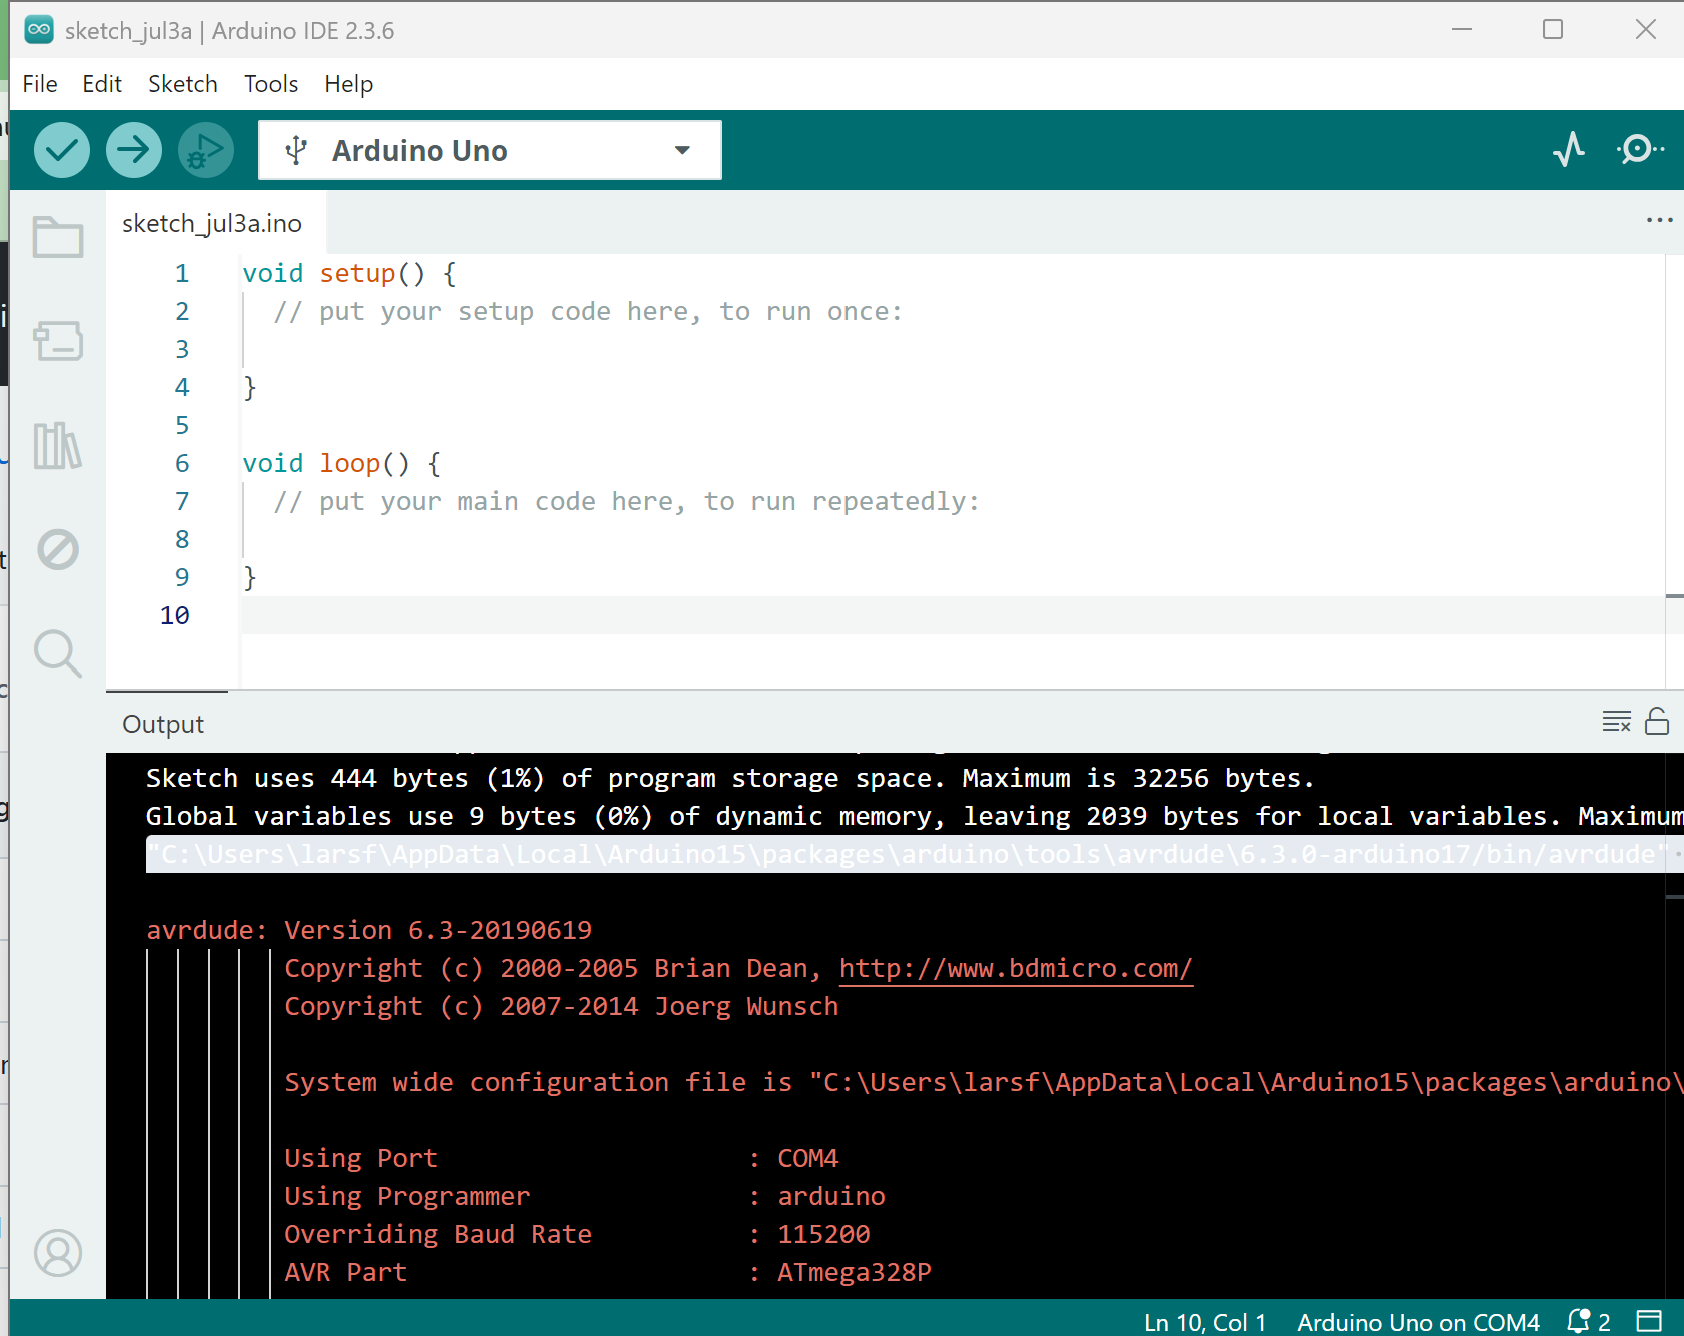 sketch_jul3a | Arduino IDE 2.3.6
File Edit Sketch Tools Help
Arduino Uno
sketch_jul3a.ino
1 void setup() {
2 // put your setup code here, to run once:
3
4 }
5
6 void loop() {
7 // put your main code here, to run repeatedly:
8
9 }
10
Output
Sketch uses 444 bytes (1%) of program storage space. Maximum is 32256 bytes.
Global variables use 9 bytes (0%) of dynamic memory, leaving 2039 bytes for local variables. Maximum
"C:\Users\larsf\AppData\Local\Arduino15\packages\arduino\tools\avrdude\6.3.0-arduino17/bin/avrdude"
avrdude: Version 6.3-20190619
Copyright (c) 2000-2005 Brian Dean, http://www.bdmicro.com/
Copyright (c) 2007-2014 Joerg Wunsch
System wide configuration file is "C:\Users\larsf\AppData\Local\Arduino15\packages\arduino\
Using Port : COM4
Using Programmer : arduino
Overriding Baud Rate : 115200
AVR Part : ATmega328P
Ln 10, Col 1 Arduino Uno on COM4 2